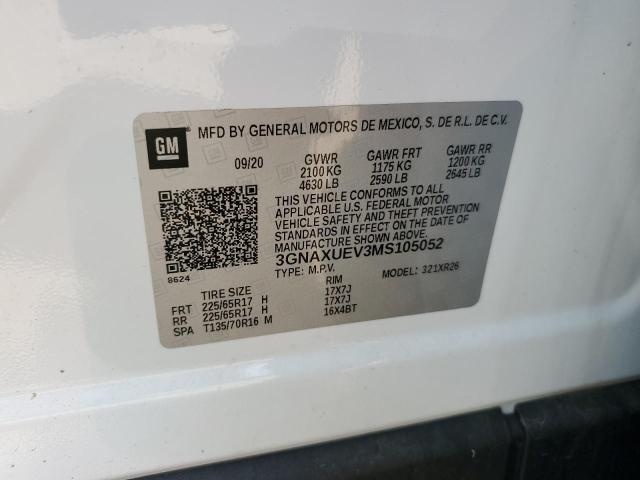 GM
MFD BY GENERAL MOTORS DE MEXICO, S. DE R.L. DE C.V.
09/20 GVWR GAWR FRT GAWR RR
2100 KG 1175 KG 1200 KG
4630 LB 2590 LB 2645 LB
THIS VEHICLE CONFORMS TO ALL
APPLICABLE U.S. FEDERAL MOTOR
VEHICLE SAFETY AND THEFT PREVENTION
STANDARDS IN EFFECT ON THE DATE OF
MANUFACTURE SHOWN ABOVE.
3GNAXUEV3MS105052
8624 TYPE: M.P.V. MODEL: 321XR26
TIRE SIZE RIM
FRT 225/65R17 H 17X7J
RR 225/65R17 H 17X7J
SPA T135/70R16 M 16X4BT